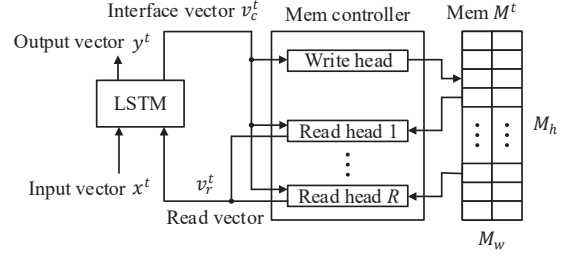 Interface vector v_c^t
Mem controller
Mem M^t
Output vector y^t
Write head
LSTM
Read head 1
M_h
Input vector x^t
v_r^t
Read head R
Read vector
M_w